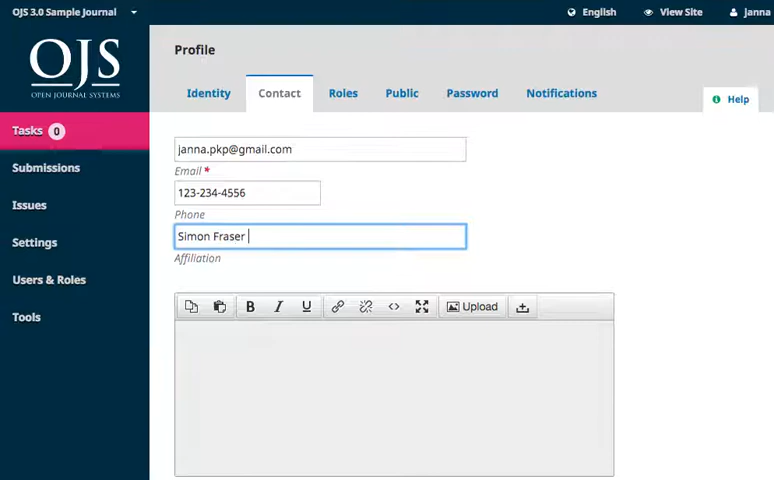 OJS 3.0 Sample Journal
English
View Site
Janna
OJS
OPEN JOURNAL SYSTEMS
Tasks 0
Submissions
Issues
Settings
Users & Roles
Tools
Profile
Identity
Contact
Roles
Public
Password
Notifications
Help
janna.pkp@gmail.com
Email *
123-234-4556
Phone
Simon Fraser
Affiliation
B I U Upload